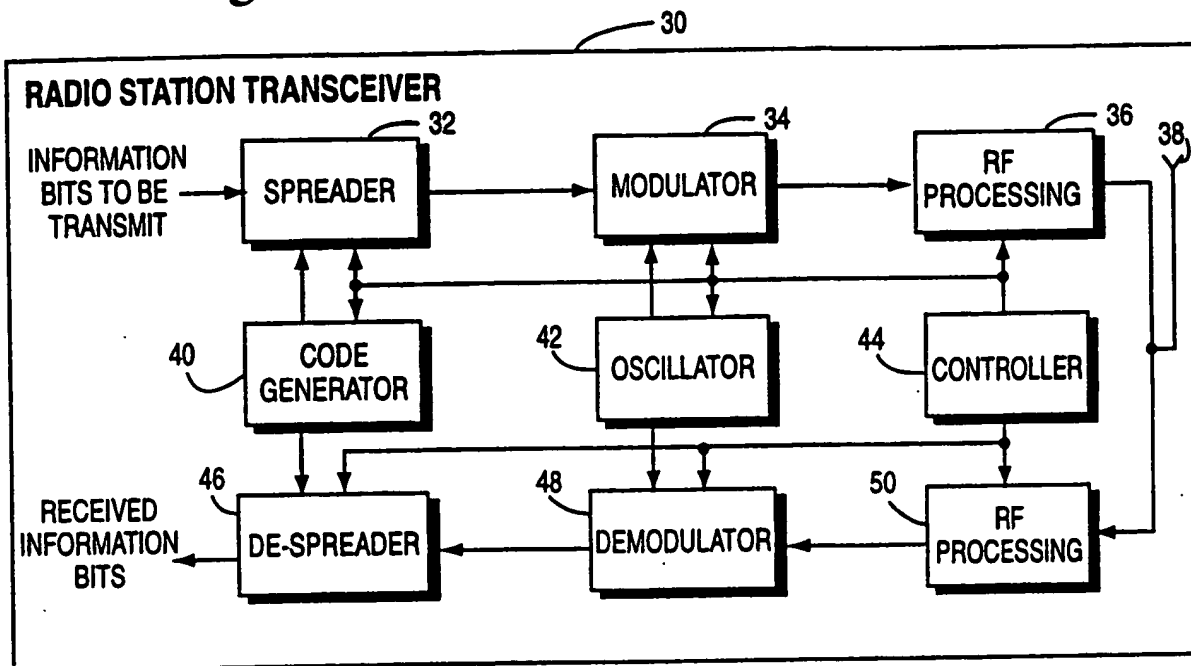 30
RADIO STATION TRANSCEIVER
32
34
36
38
INFORMATION
BITS TO BE
TRANSMIT
SPREADER
MODULATOR
RF
PROCESSING
40
CODE
GENERATOR
42
OSCILLATOR
44
CONTROLLER
46
48
50
RECEIVED
INFORMATION
BITS
DE-SPREADER
DEMODULATOR
RF
PROCESSING